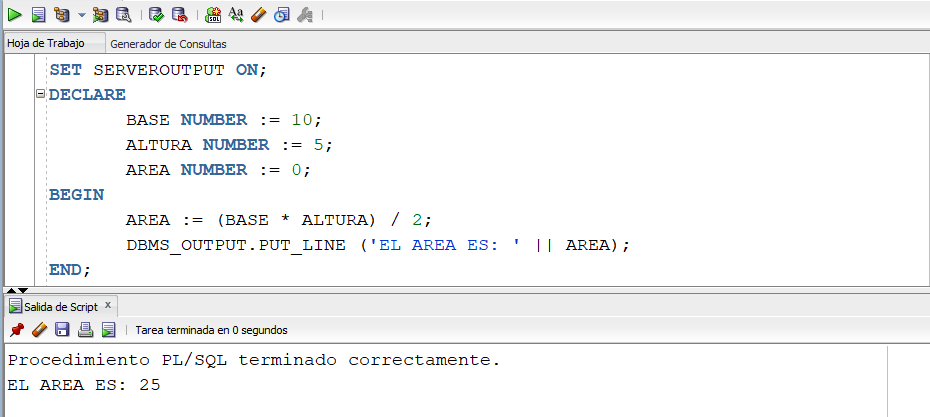 Hoja de Trabajo Generador de Consultas
SET SERVEROUTPUT ON;
DECLARE
BASE NUMBER := 10;
ALTURA NUMBER := 5;
AREA NUMBER := 0;
BEGIN
AREA := (BASE * ALTURA) / 2;
DBMS_OUTPUT.PUT_LINE ('EL AREA ES: ' || AREA);
END;
Salida de Script x
Tarea terminada en 0 segundos
Procedimiento PL/SQL terminado correctamente.
EL AREA ES: 25